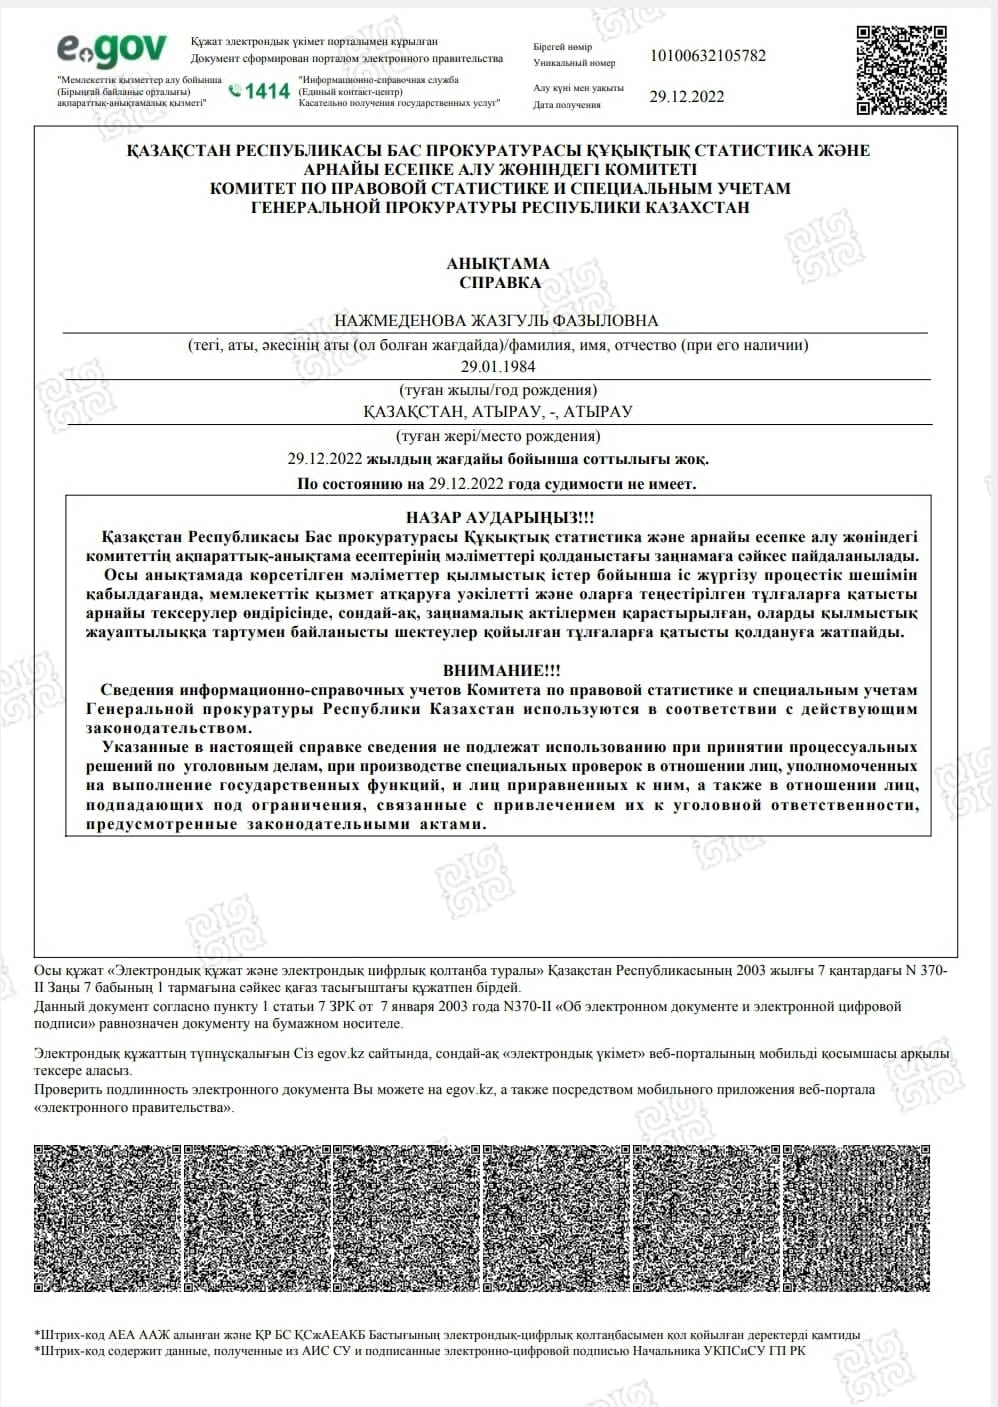 egov
Құжат электрондық үкімет порталымен құрылған
Документ сформирован порталом электронного правительства
"Мемлекеттік қызметтер алу бойынша
(Бірыңғай байланыс орталығы)
ақпараттық-анықтамалық қызметі"
1414
"Информационно-справочная служба
(Единый контакт-центр)
Касательно получения государственных услуг"
Бірегей нөмір
Уникальный номер
10100632105782
Алу күні мен уақыты
Дата получения
29.12.2022
ҚАЗАҚСТАН РЕСПУБЛИКАСЫ БАС ПРОКУРАТУРАСЫ ҚҰҚЫҚТЫҚ СТАТИСТИКА ЖӘНЕ
АРНАЙЫ ЕСЕПКЕ АЛУ ЖӨНІНДЕГІ КОМИТЕТІ
КОМИТЕТ ПО ПРАВОВОЙ СТАТИСТИКЕ И СПЕЦИАЛЬНЫМ УЧЕТАМ
ГЕНЕРАЛЬНОЙ ПРОКУРАТУРЫ РЕСПУБЛИКИ КАЗАХСТАН
АНЫҚТАМА
СПРАВКА
НАЖМЕДЕНОВА ЖАЗГУЛЬ ФАЗЫЛОВНА
(тегі, аты, әкесінің аты (ол болған жағдайда)/фамилия, имя, отчество (при его наличии)
29.01.1984
(туған жылы/год рождения)
ҚАЗАҚСТАН, АТЫРАУ, -, АТЫРАУ
(туған жері/место рождения)
29.12.2022 жылдың жағдайы бойынша соттылығы жоқ.
По состоянию на 29.12.2022 года судимости не имеет.
НАЗАР АУДАРЫҢЫЗ!!!
Қазақстан Республикасы Бас прокуратурасы Құқықтық статистика және арнайы есепке алу жөніндегі
комитеттің ақпараттық-анықтама есептерінің мәліметтері қолданыстағы заңнамаға сәйкес пайдаланылады.
Осы анықтамада көрсетілген мәліметтер қылмыстық істер бойынша іс жүргізу процестік шешімін
қабылдағанда, мемлекеттік қызмет атқаруға уәкілетті және оларға теңестірілген тұлғаларға қатысты
арнайы тексерулер өндірісінде, сондай-ақ, заңнамалық актілермен қарастырылған, оларды қылмыстық
жауаптылыққа тартумен байланысты шектеулер қойылған тұлғаларға қатысты қолдануға жатпайды.
ВНИМАНИЕ!!!
Сведения информационно-справочных учетов Комитета по правовой статистике и специальным учетам
Генеральной прокуратуры Республики Казахстан используются в соответствии с действующим
законодательством.
Указанные в настоящей справке сведения не подлежат использованию при принятии процессуальных
решений по уголовным делам, при производстве специальных проверок в отношении лиц, уполномоченных
на выполнение государственных функций, и лиц приравненных к ним, а также в отношении лиц,
подпадающих под ограничения, связанные с привлечением их к уголовной ответственности,
предусмотренные законодательными актами.
Осы құжат «Электрондық құжат және электрондық цифрлық қолтаңба туралы» Қазақстан Республикасының 2003 жылғы 7 қаңтардағы N 370-
II Заңы 7 бабының 1 тармағына сәйкес қағаз тасығыштағы құжатпен бірдей.
Данный документ согласно пункту 1 статьи 7 ЗРК от 7 января 2003 года N370-II «Об электронном документе и электронной цифровой
подписи» равнозначен документу на бумажном носителе.
Электрондық құжаттың түпнұсқалығын Сіз egov.kz сайтында, сондай-ақ «электрондық үкімет» веб-порталының мобильді қосымшасы арқылы
тексере аласыз.
Проверить подлинность электронного документа Вы можете на egov.kz, а также посредством мобильного приложения веб-портала
«электронного правительства».
*Штрих-код АЕА ААЖ алынған және ҚР БС ҚСжАЕАКБ Бастығының электрондық-цифрлық қолтаңбасымен қол қойылған деректерді қамтиды
*Штрих-код содержит данные, полученные из АИС СУ и подписанные электронно-цифровой подписью Начальника УКПСиСУ ГП РК